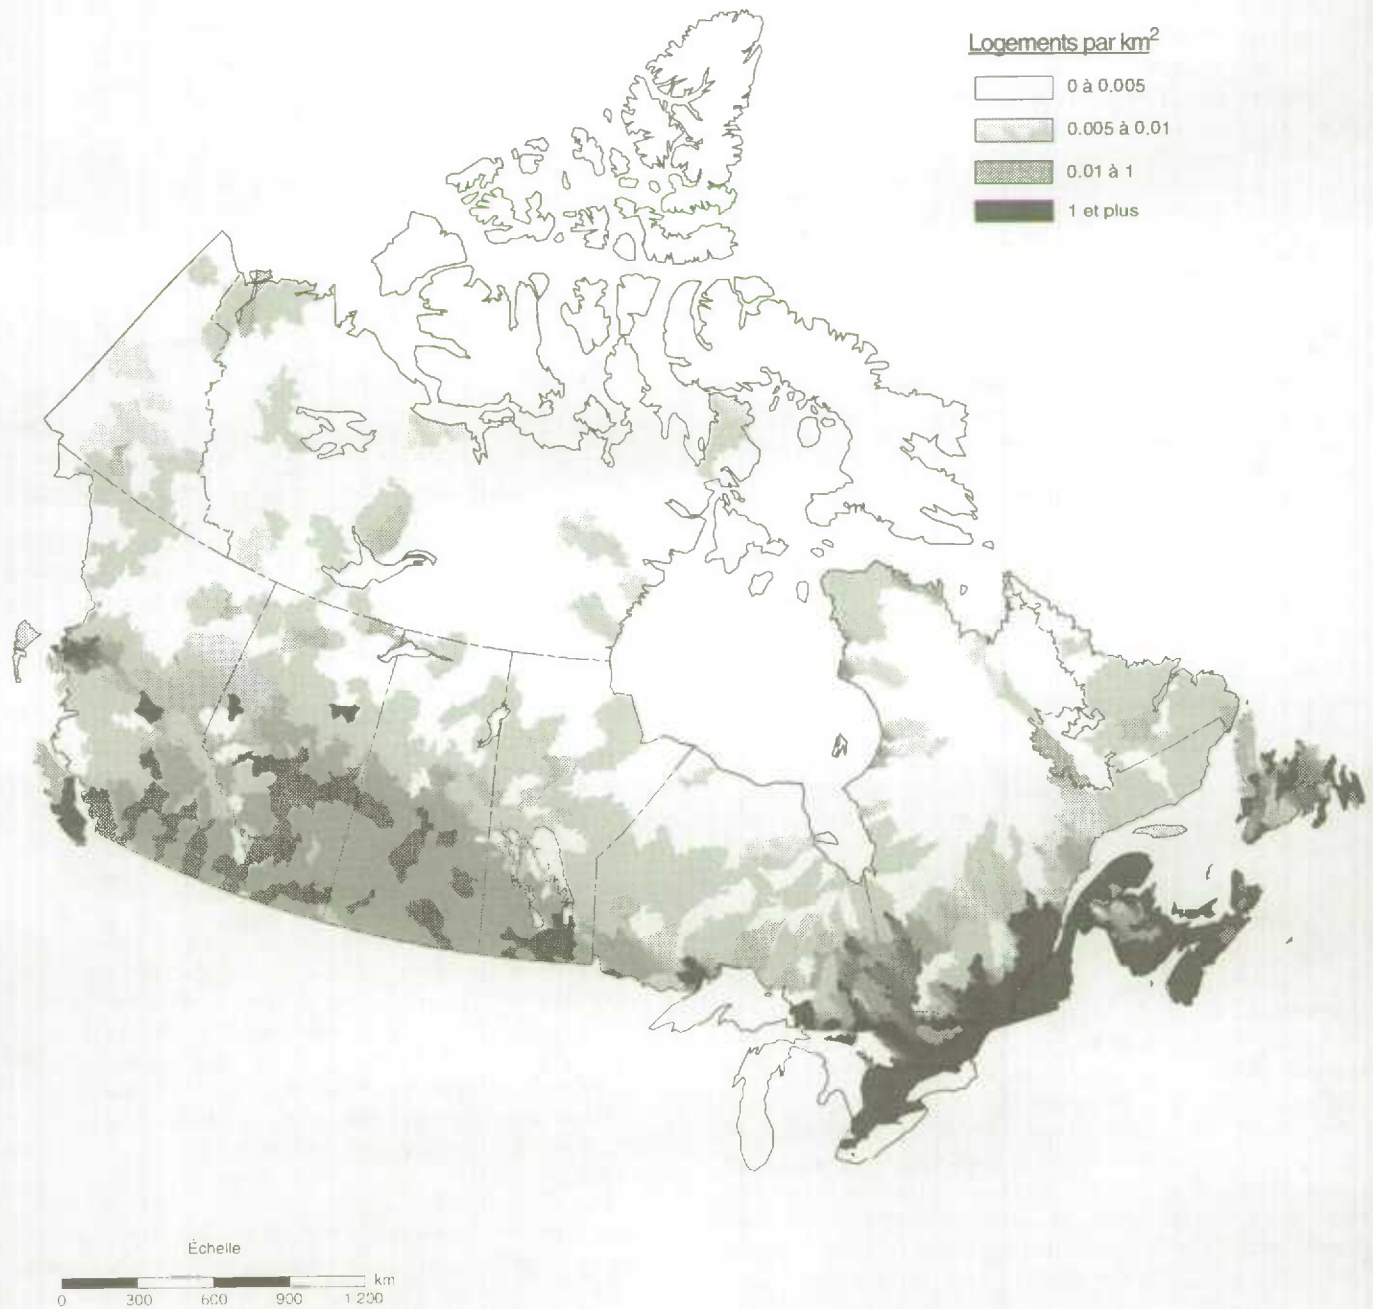 Logements par km²
0 à 0.005
0.005 à 0.01
0.01 à 1
1 et plus
Échelle
km
0 300 600 900 1 200